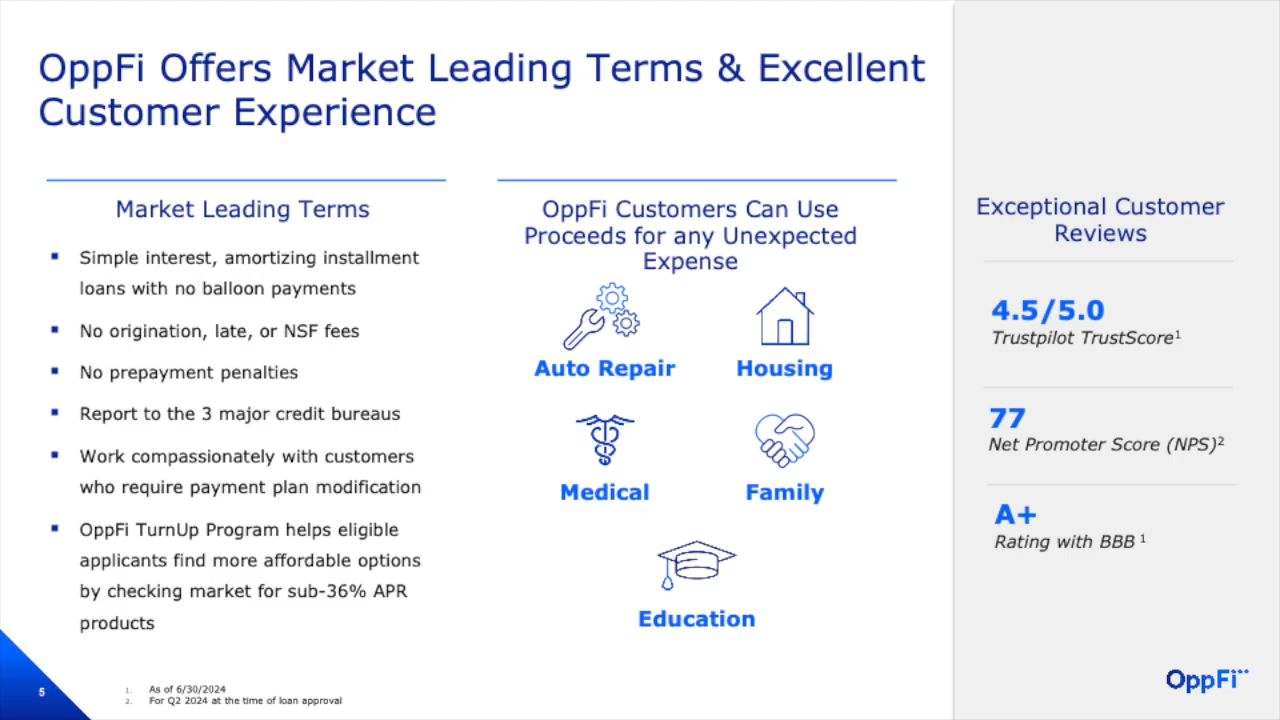 OppFi Offers Market Leading Terms & Excellent
Customer Experience
Market Leading Terms
▪ Simple interest, amortizing installment
loans with no balloon payments
▪ No origination, late, or NSF fees
▪ No prepayment penalties
▪ Report to the 3 major credit bureaus
▪ Work compassionately with customers
who require payment plan modification
▪ OppFi TurnUp Program helps eligible
applicants find more affordable options
by checking market for sub-36% APR
products
OppFi Customers Can Use
Proceeds for any Unexpected
Expense
Auto Repair
Housing
Medical
Family
Education
Exceptional Customer
Reviews
4.5/5.0
Trustpilot TrustScore¹
77
Net Promoter Score (NPS)²
A+
Rating with BBB ¹
5
1. As of 6/30/2024
2. For Q2 2024 at the time of loan approval
OppFi